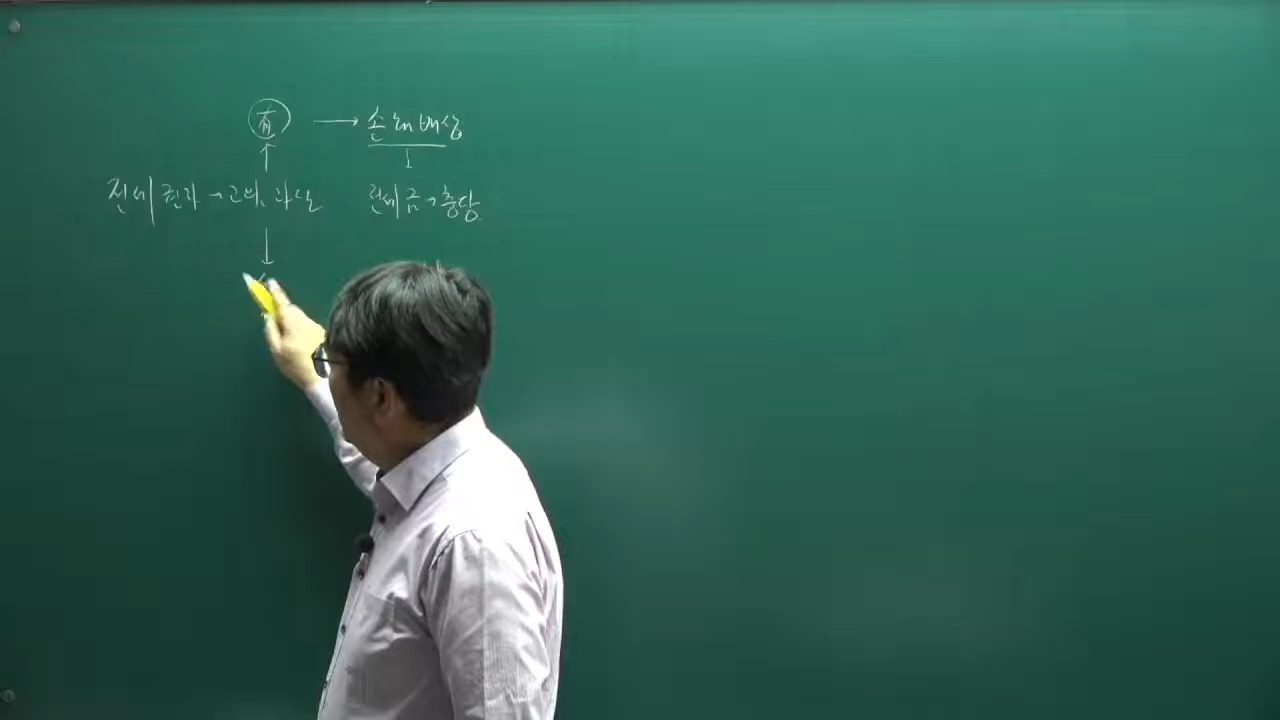 有 → 손해배상
전세권자 → 고의, 과실 전세금 → 충당